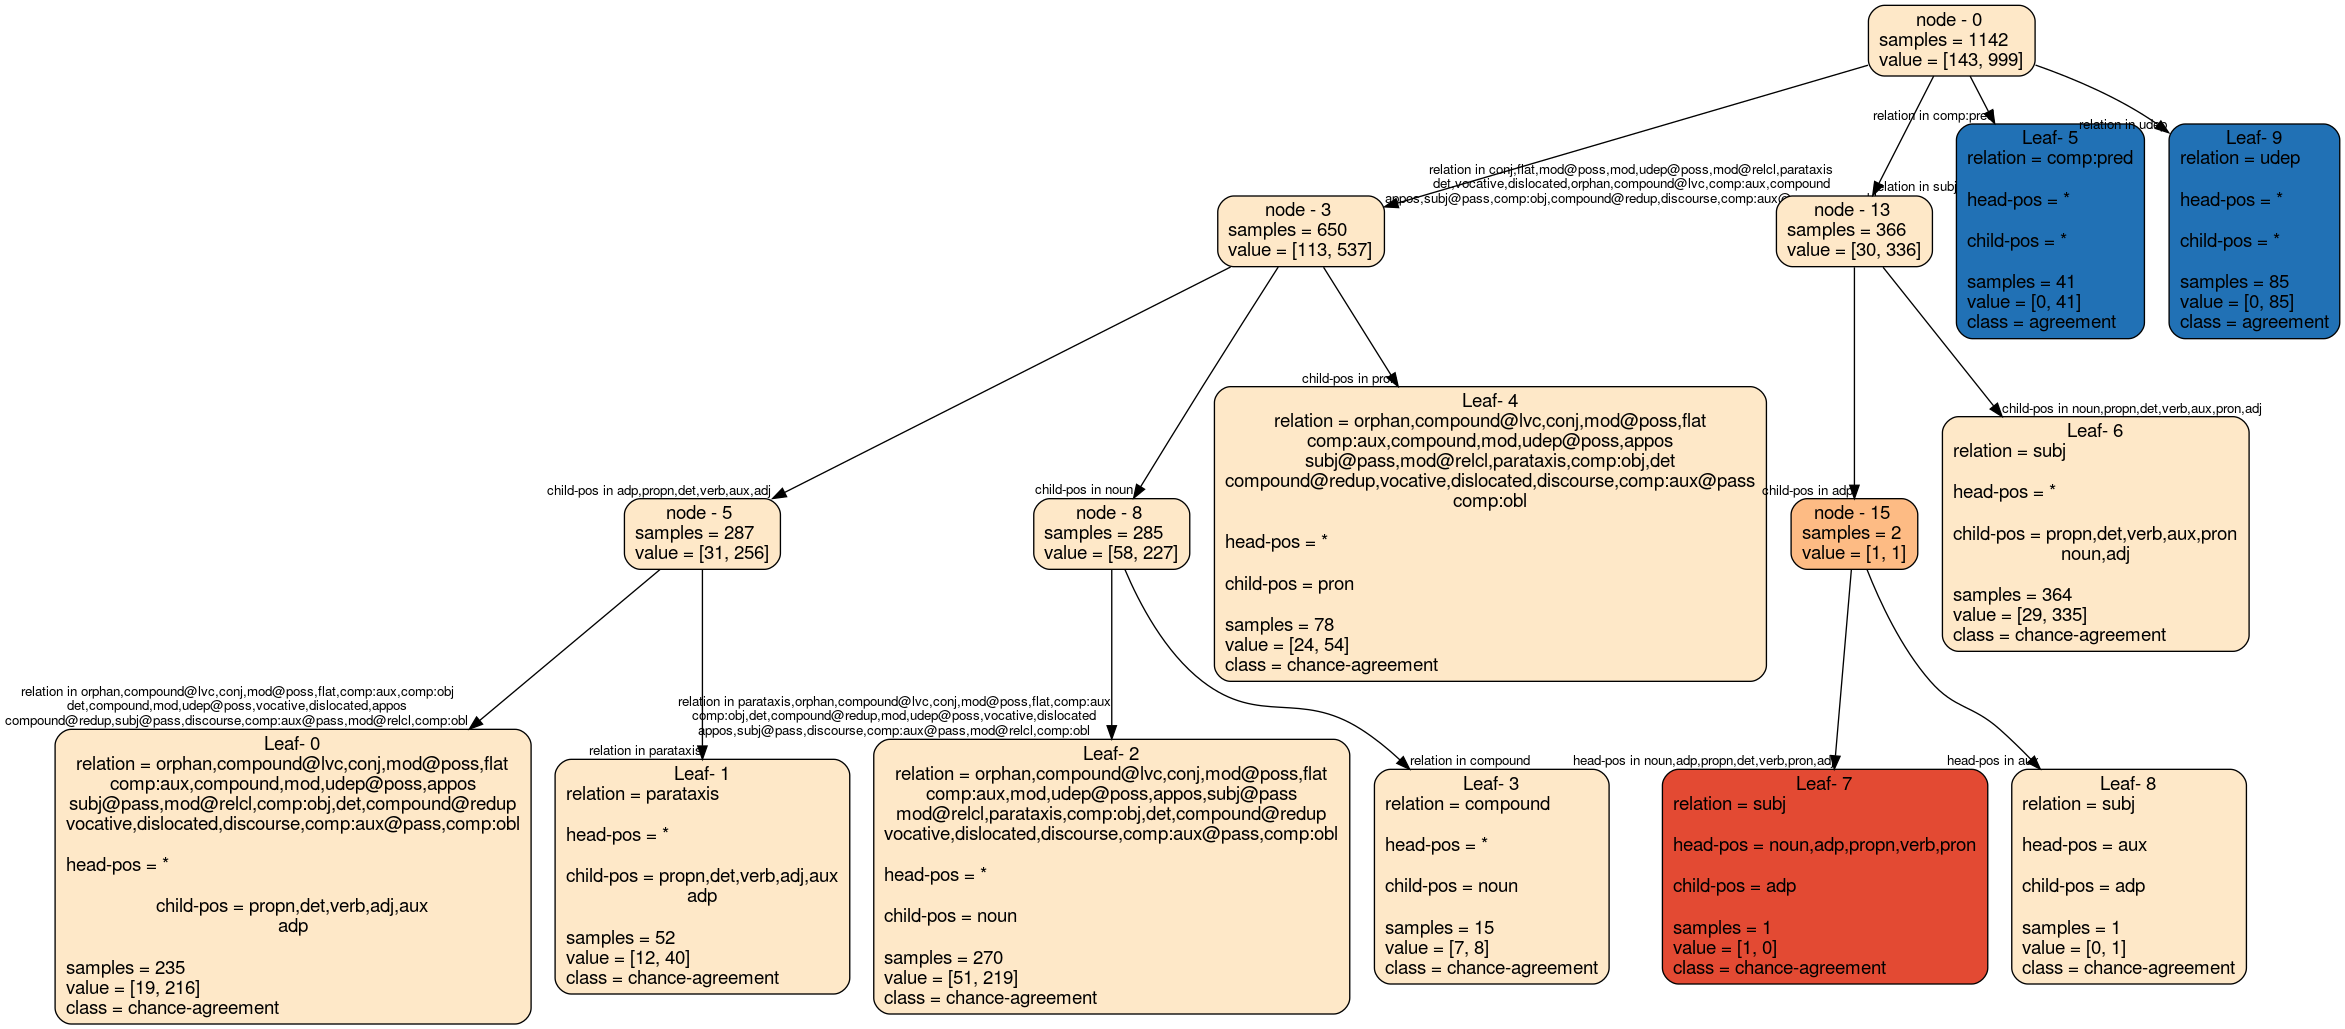 node - 0
samples = 1142
value = [143, 999]
relation in comp:pred
relation in udep
Leaf- 5
relation = comp:pred
head-pos = *
child-pos = *
samples = 41
value = [0, 41]
class = agreement
Leaf- 9
relation = udep
head-pos = *
child-pos = *
samples = 85
value = [0, 85]
class = agreement
relation in conj,flat,mod@poss,mod,udep@poss,mod@relcl,parataxis
det,vocative,dislocated,orphan,compound@lvc,comp:aux,compound
appos,subj@pass,comp:obj,compound@redup,discourse,comp:aux@
relation in subj
node - 3
samples = 650
value = [113, 537]
node - 13
samples = 366
value = [30, 336]
child-pos in pron
Leaf- 4
relation = orphan,compound@lvc,conj,mod@poss,flat
comp:aux,compound,mod,udep@poss,appos
subj@pass,mod@relcl,parataxis,comp:obj,det
compound@redup,vocative,dislocated,discourse,comp:aux@pass
comp:obl
head-pos = *
child-pos = pron
samples = 78
value = [24, 54]
class = chance-agreement
child-pos in noun,propn,det,verb,aux,pron,adj
Leaf- 6
relation = subj
head-pos = *
child-pos = propn,det,verb,aux,pron
noun,adj
samples = 364
value = [29, 335]
class = chance-agreement
child-pos in adp,propn,det,verb,aux,adj
node - 5
samples = 287
value = [31, 256]
child-pos in noun
node - 8
samples = 285
value = [58, 227]
child-pos in adp
node - 15
samples = 2
value = [1, 1]
relation in orphan,compound@lvc,conj,mod@poss,flat,comp:aux,comp:obj
det,compound,mod,udep@poss,vocative,dislocated,appos
compound@redup,subj@pass,discourse,comp:aux@pass,mod@relcl,comp:obl
Leaf- 0
relation = orphan,compound@lvc,conj,mod@poss,flat
comp:aux,compound,mod,udep@poss,appos
subj@pass,mod@relcl,comp:obj,det,compound@redup
vocative,dislocated,discourse,comp:aux@pass,comp:obl
head-pos = *
child-pos = propn,det,verb,adj,aux
adp
samples = 235
value = [19, 216]
class = chance-agreement
relation in parataxis
Leaf- 1
relation = parataxis
head-pos = *
child-pos = propn,det,verb,adj,aux
adp
samples = 52
value = [12, 40]
class = chance-agreement
relation in parataxis,orphan,compound@lvc,conj,mod@poss,flat,comp:aux
comp:obj,det,compound@redup,mod,udep@poss,vocative,dislocated
appos,subj@pass,discourse,comp:aux@pass,mod@relcl,comp:obl
Leaf- 2
relation = orphan,compound@lvc,conj,mod@poss,flat
comp:aux,mod,udep@poss,appos,subj@pass
mod@relcl,parataxis,comp:obj,det,compound@redup
vocative,dislocated,discourse,comp:aux@pass,comp:obl
head-pos = *
child-pos = noun
samples = 270
value = [51, 219]
class = chance-agreement
relation in compound
Leaf- 3
relation = compound
head-pos = *
child-pos = noun
samples = 15
value = [7, 8]
class = chance-agreement
head-pos in noun,adp,propn,det,verb,pron,adj
Leaf- 7
relation = subj
head-pos = noun,adp,propn,verb,pron
child-pos = adp
samples = 1
value = [1, 0]
class = chance-agreement
head-pos in aux
Leaf- 8
relation = subj
head-pos = aux
child-pos = adp
samples = 1
value = [0, 1]
class = chance-agreement